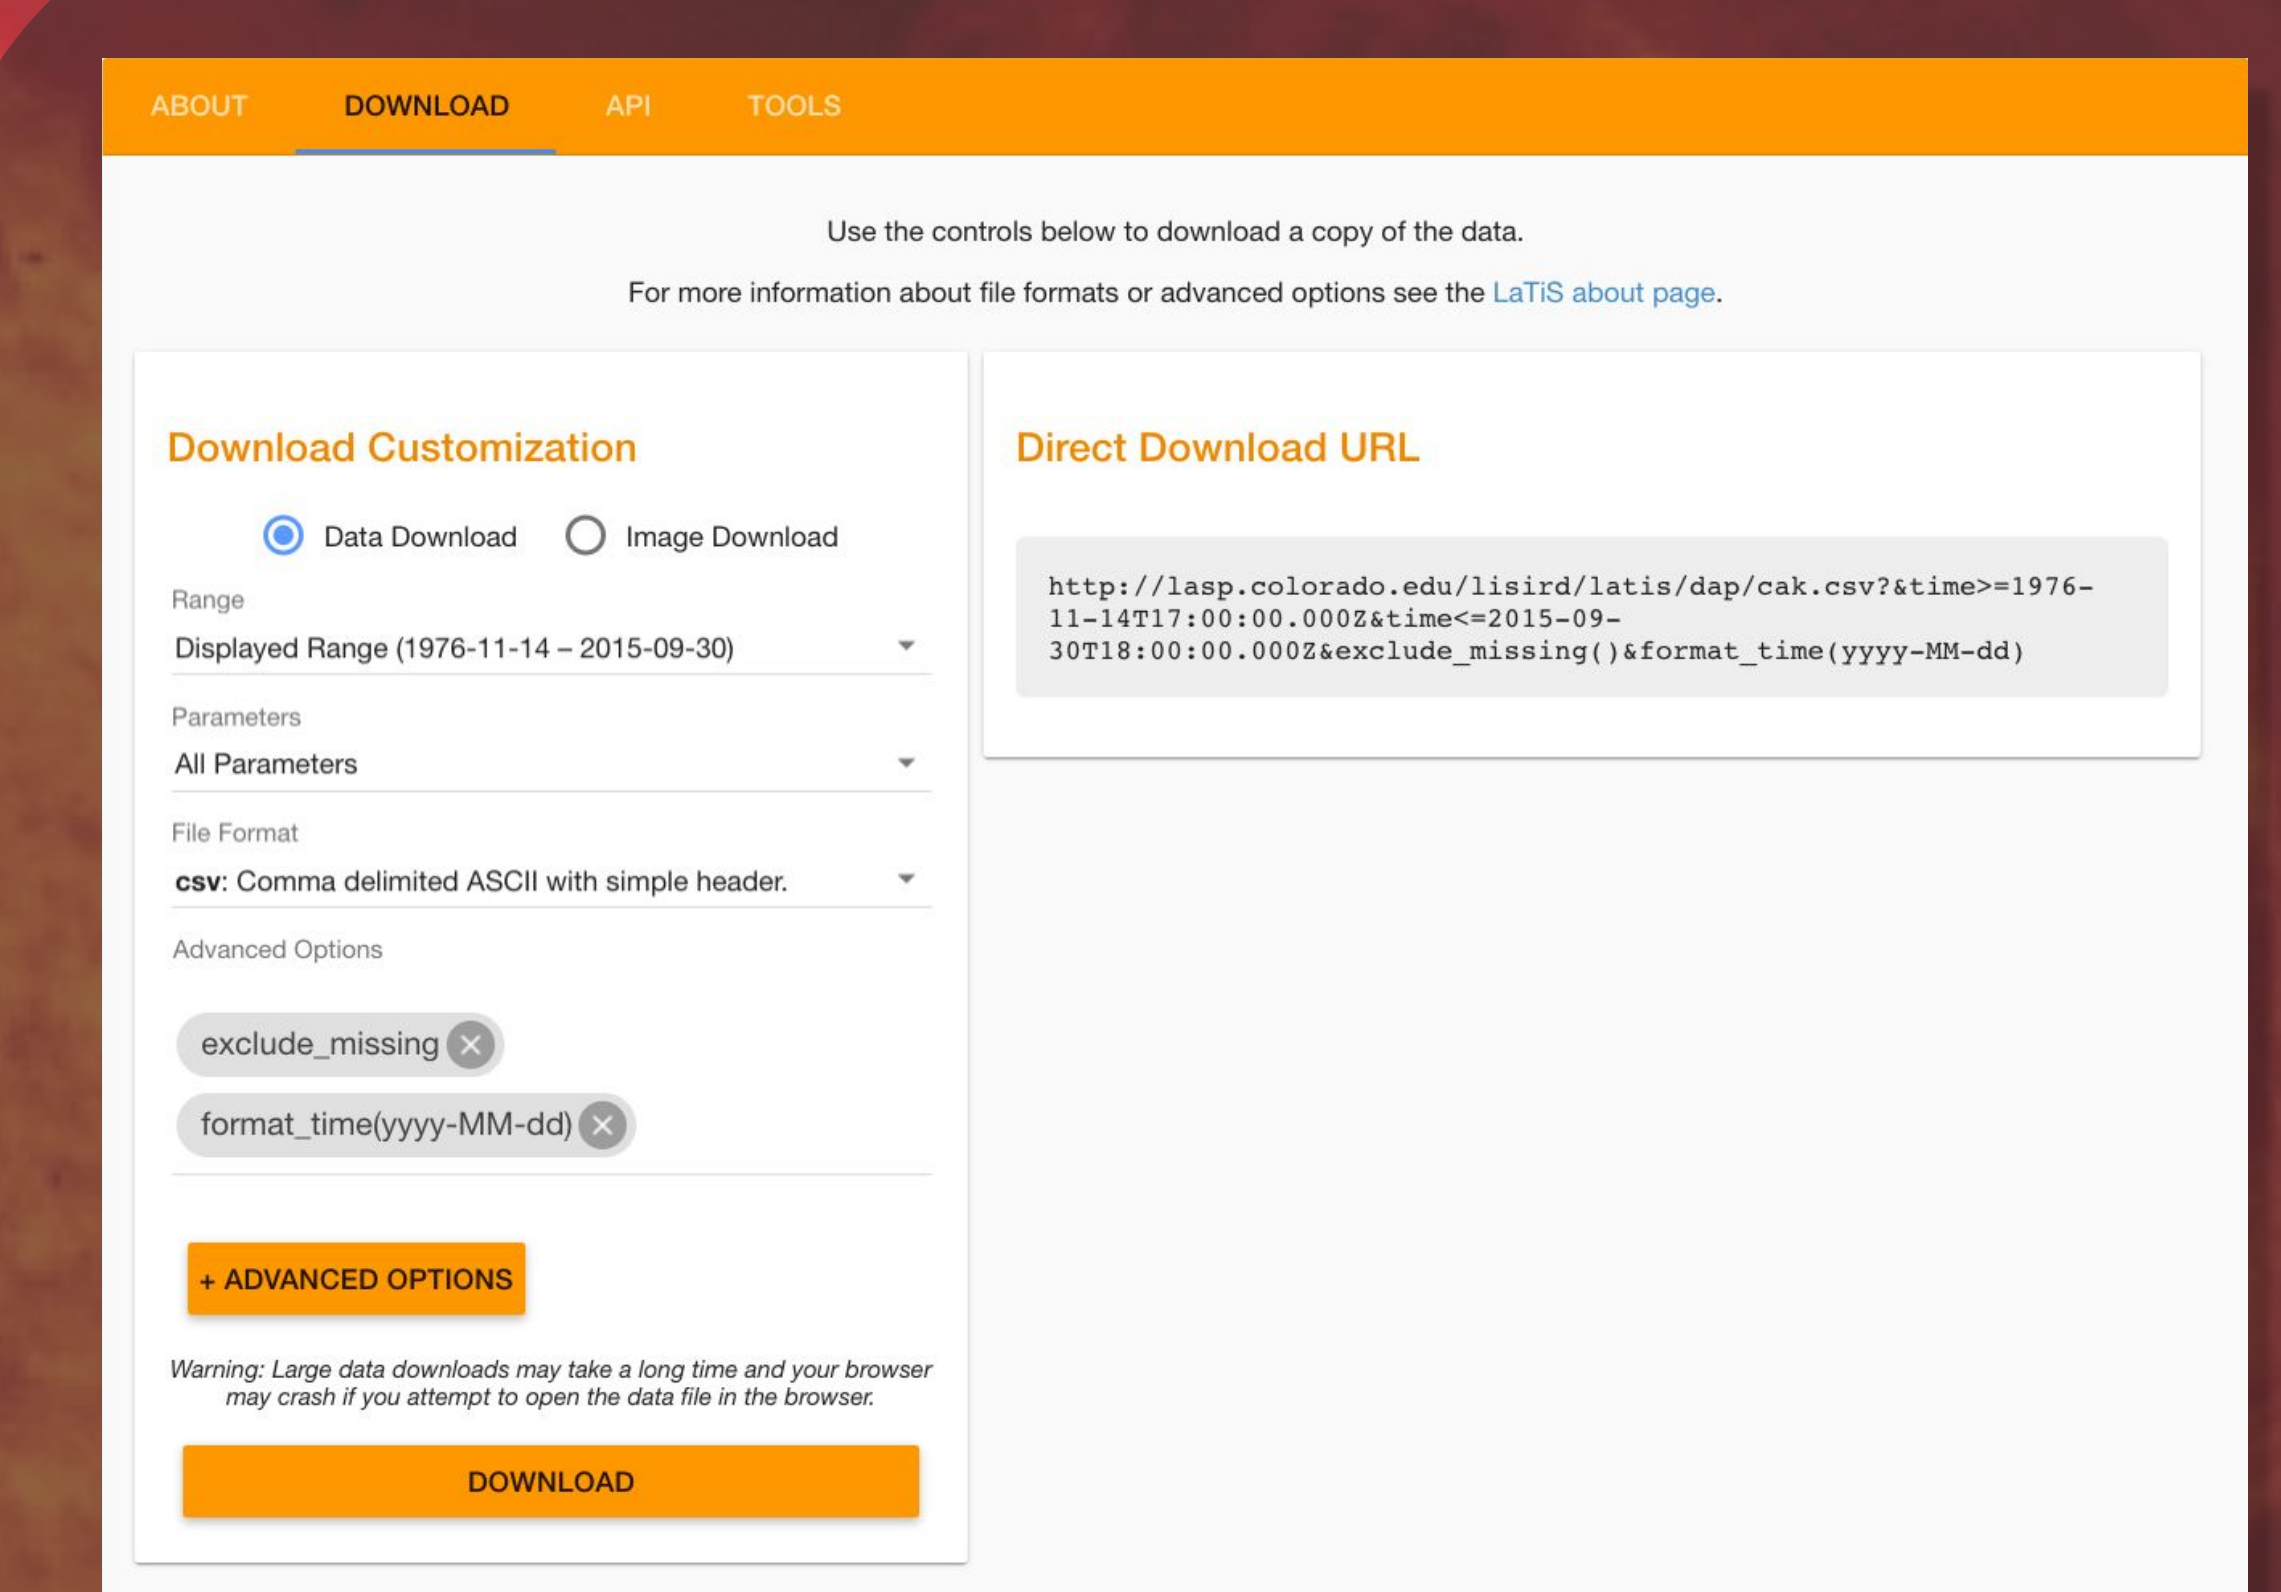 ABOUT DOWNLOAD API TOOLS
Use the controls below to download a copy of the data.
For more information about file formats or advanced options see the LaTiS about page.
Download Customization
Data Download Image Download
Range
Displayed Range (1976-11-14 – 2015-09-30)
Parameters
All Parameters
File Format
csv: Comma delimited ASCII with simple header.
Advanced Options
exclude_missing
format_time(yyyy-MM-dd)
+ ADVANCED OPTIONS
Warning: Large data downloads may take a long time and your browser
may crash if you attempt to open the data file in the browser.
DOWNLOAD
Direct Download URL
http://lasp.colorado.edu/lisird/latis/dap/cak.csv?&time>=1976-
11-14T17:00:00.000Z&time<=2015-09-
30T18:00:00.000Z&exclude_missing()&format_time(yyyy-MM-dd)